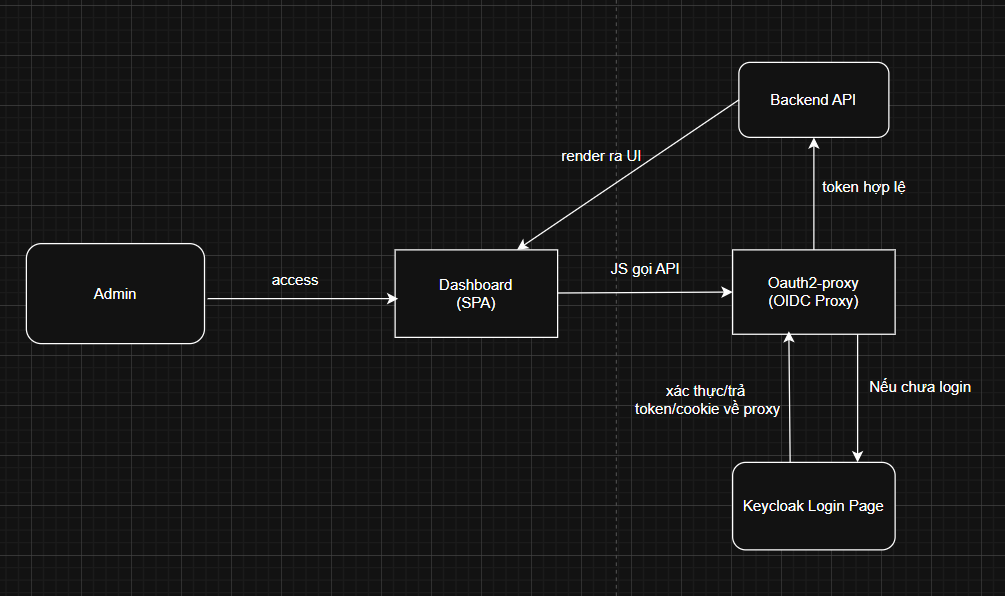 Backend API
render ra UI
token hợp lệ
Admin
access
Dashboard
(SPA)
JS gọi API
Oauth2-proxy
(OIDC Proxy)
xác thực/trả
token/cookie về proxy
Nếu chưa login
Keycloak Login Page